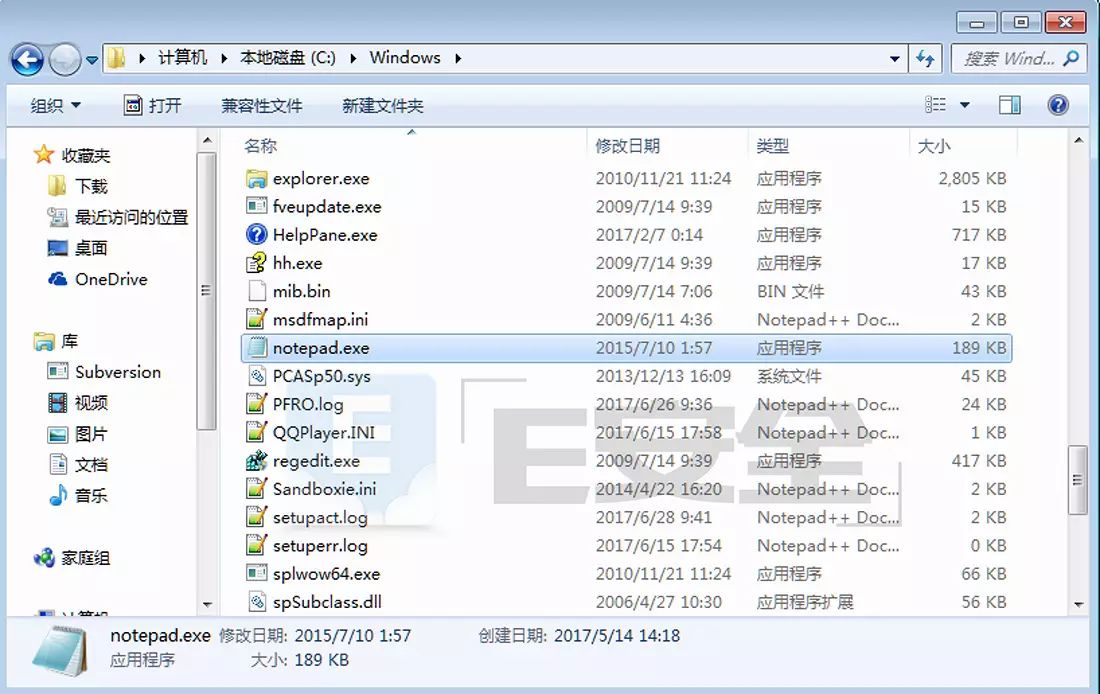 计算机 本地磁盘 (C:) Windows
搜索 Wind...
组织 打开 兼容性文件 新建文件夹
收藏夹
下载
最近访问的位置
桌面
OneDrive
库
Subversion
视频
图片
文档
音乐
家庭组
计算机
名称 修改日期 类型 大小
explorer.exe 2010/11/21 11:24 应用程序 2,805 KB
fveupdate.exe 2009/7/14 9:39 应用程序 15 KB
HelpPane.exe 2017/2/7 0:14 应用程序 717 KB
hh.exe 2009/7/14 9:39 应用程序 17 KB
mib.bin 2009/7/14 7:06 BIN 文件 43 KB
msdfmap.ini 2009/6/11 4:36 Notepad++ Doc... 2 KB
notepad.exe 2015/7/10 1:57 应用程序 189 KB
PCASp50.sys 2013/12/13 16:09 系统文件 45 KB
PFRO.log 2017/6/26 9:36 Notepad++ Doc... 24 KB
QQPlayer.INI 2017/6/15 17:58 Notepad++ Doc... 1 KB
regedit.exe 2009/7/14 9:39 应用程序 417 KB
Sandboxie.ini 2014/4/22 16:20 Notepad++ Doc... 2 KB
setupact.log 2017/6/28 9:41 Notepad++ Doc... 2 KB
setuperr.log 2017/6/15 17:54 Notepad++ Doc... 0 KB
splwow64.exe 2010/11/21 11:24 应用程序 66 KB
spSubclass.dll 2006/4/27 10:30 应用程序扩展 56 KB
E安全
notepad.exe 修改日期: 2015/7/10 1:57 创建日期: 2017/5/14 14:18
应用程序 大小: 189 KB